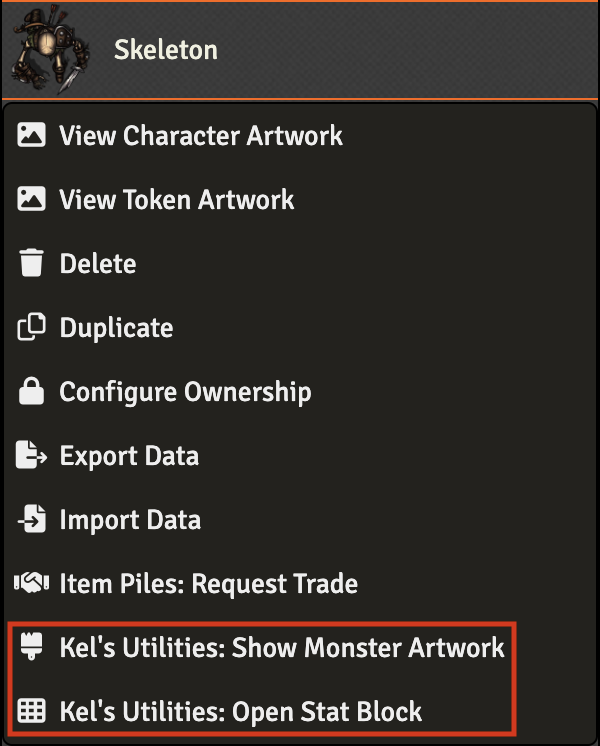 Skeleton
View Character Artwork
View Token Artwork
Delete
Duplicate
Configure Ownership
Export Data
Import Data
Item Piles: Request Trade
Kel's Utilities: Show Monster Artwork
Kel's Utilities: Open Stat Block